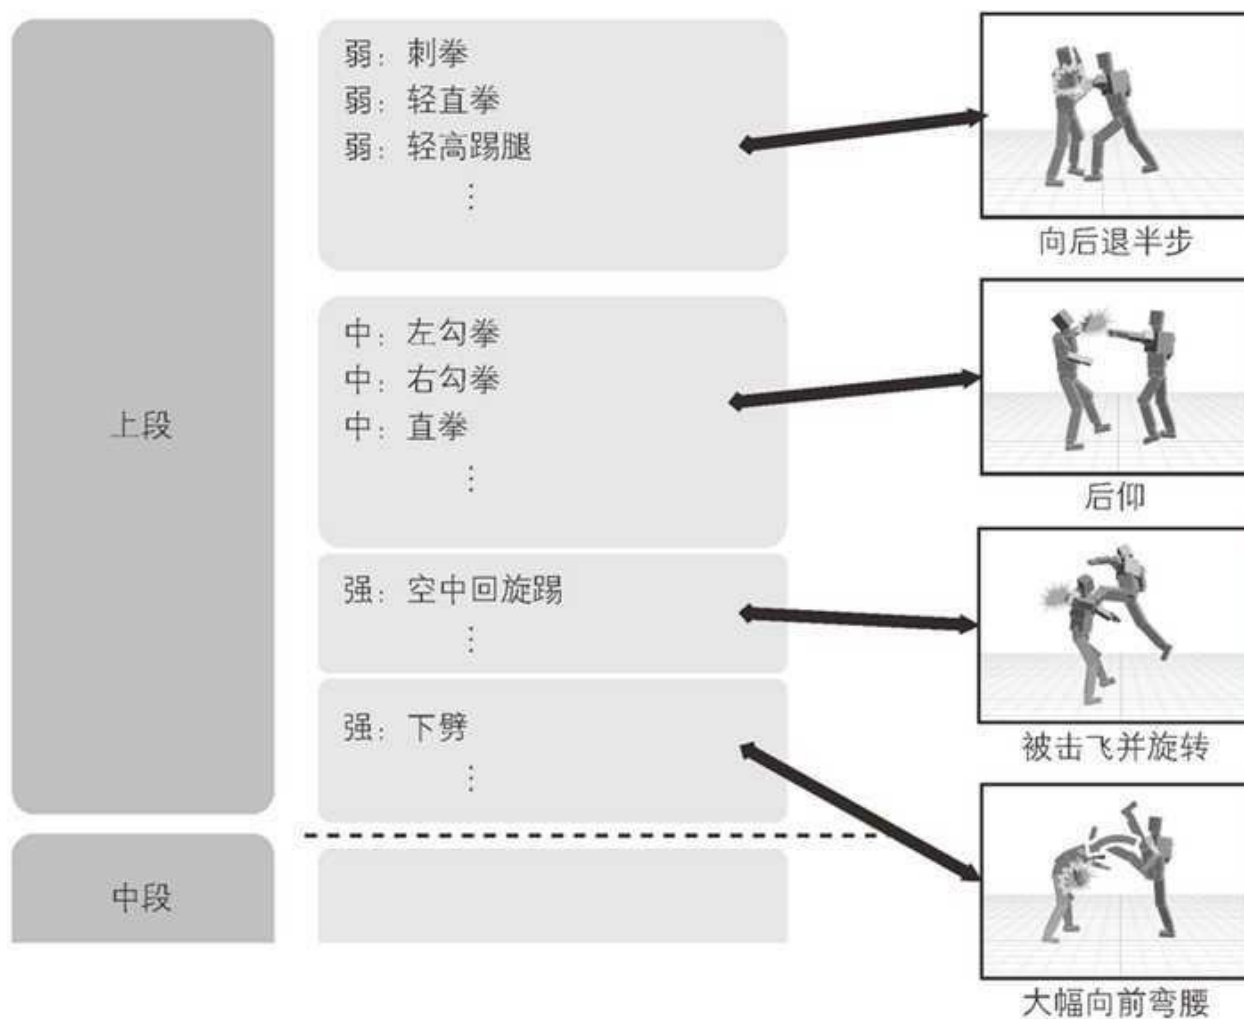 上段
弱：刺拳
弱：轻直拳
弱：轻高踢腿
⋮
向后退半步
中：左勾拳
中：右勾拳
中：直拳
⋮
后仰
强：空中回旋踢
⋮
被击飞并旋转
强：下劈
⋮
大幅向前弯腰
中段